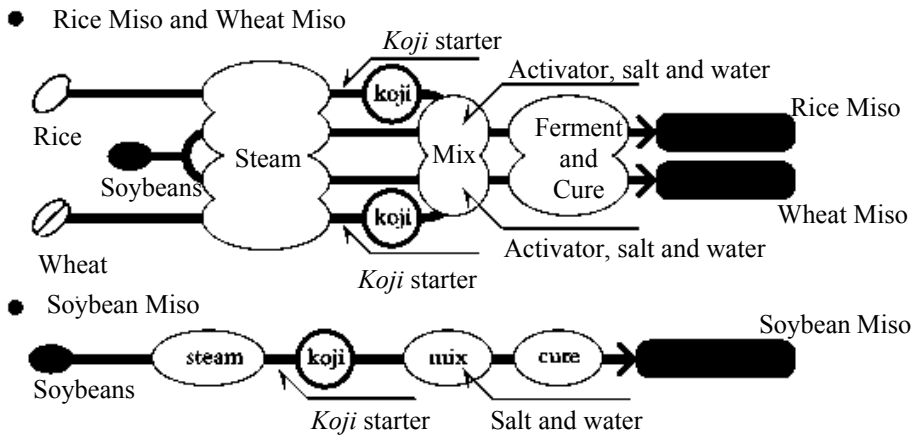 Rice Miso and Wheat Miso
Koji starter
Activator, salt and water
koji
Rice Miso
Rice
Ferment
and
Cure
Steam
Mix
Soybeans
koji
Wheat Miso
Wheat
Activator, salt and water
Koji starter
Soybean Miso
Soybean Miso
steam
koji
mix
cure
Soybeans
Koji starter
Salt and water